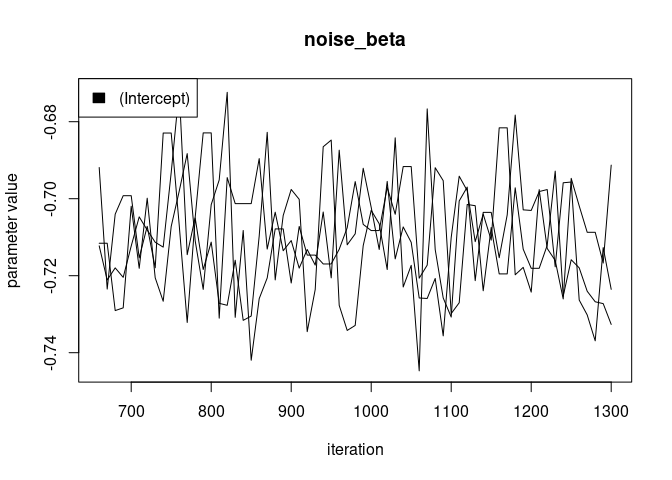 noise_beta
(Intercept)
parameter value
-0.68
-0.70
-0.72
-0.74
700 800 900 1000 1100 1200 1300
iteration